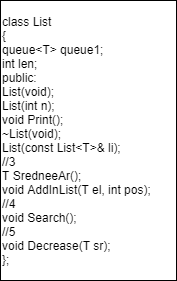 class List
{
queue<T> queue1;
int len;
public:
List(void);
List(int n);
void Print();
~List(void);
List(const List<T>& li);
//3
T SredneeAr();
void AddInList(T el, int pos);
//4
void Search();
//5
void Decrease(T sr);
};